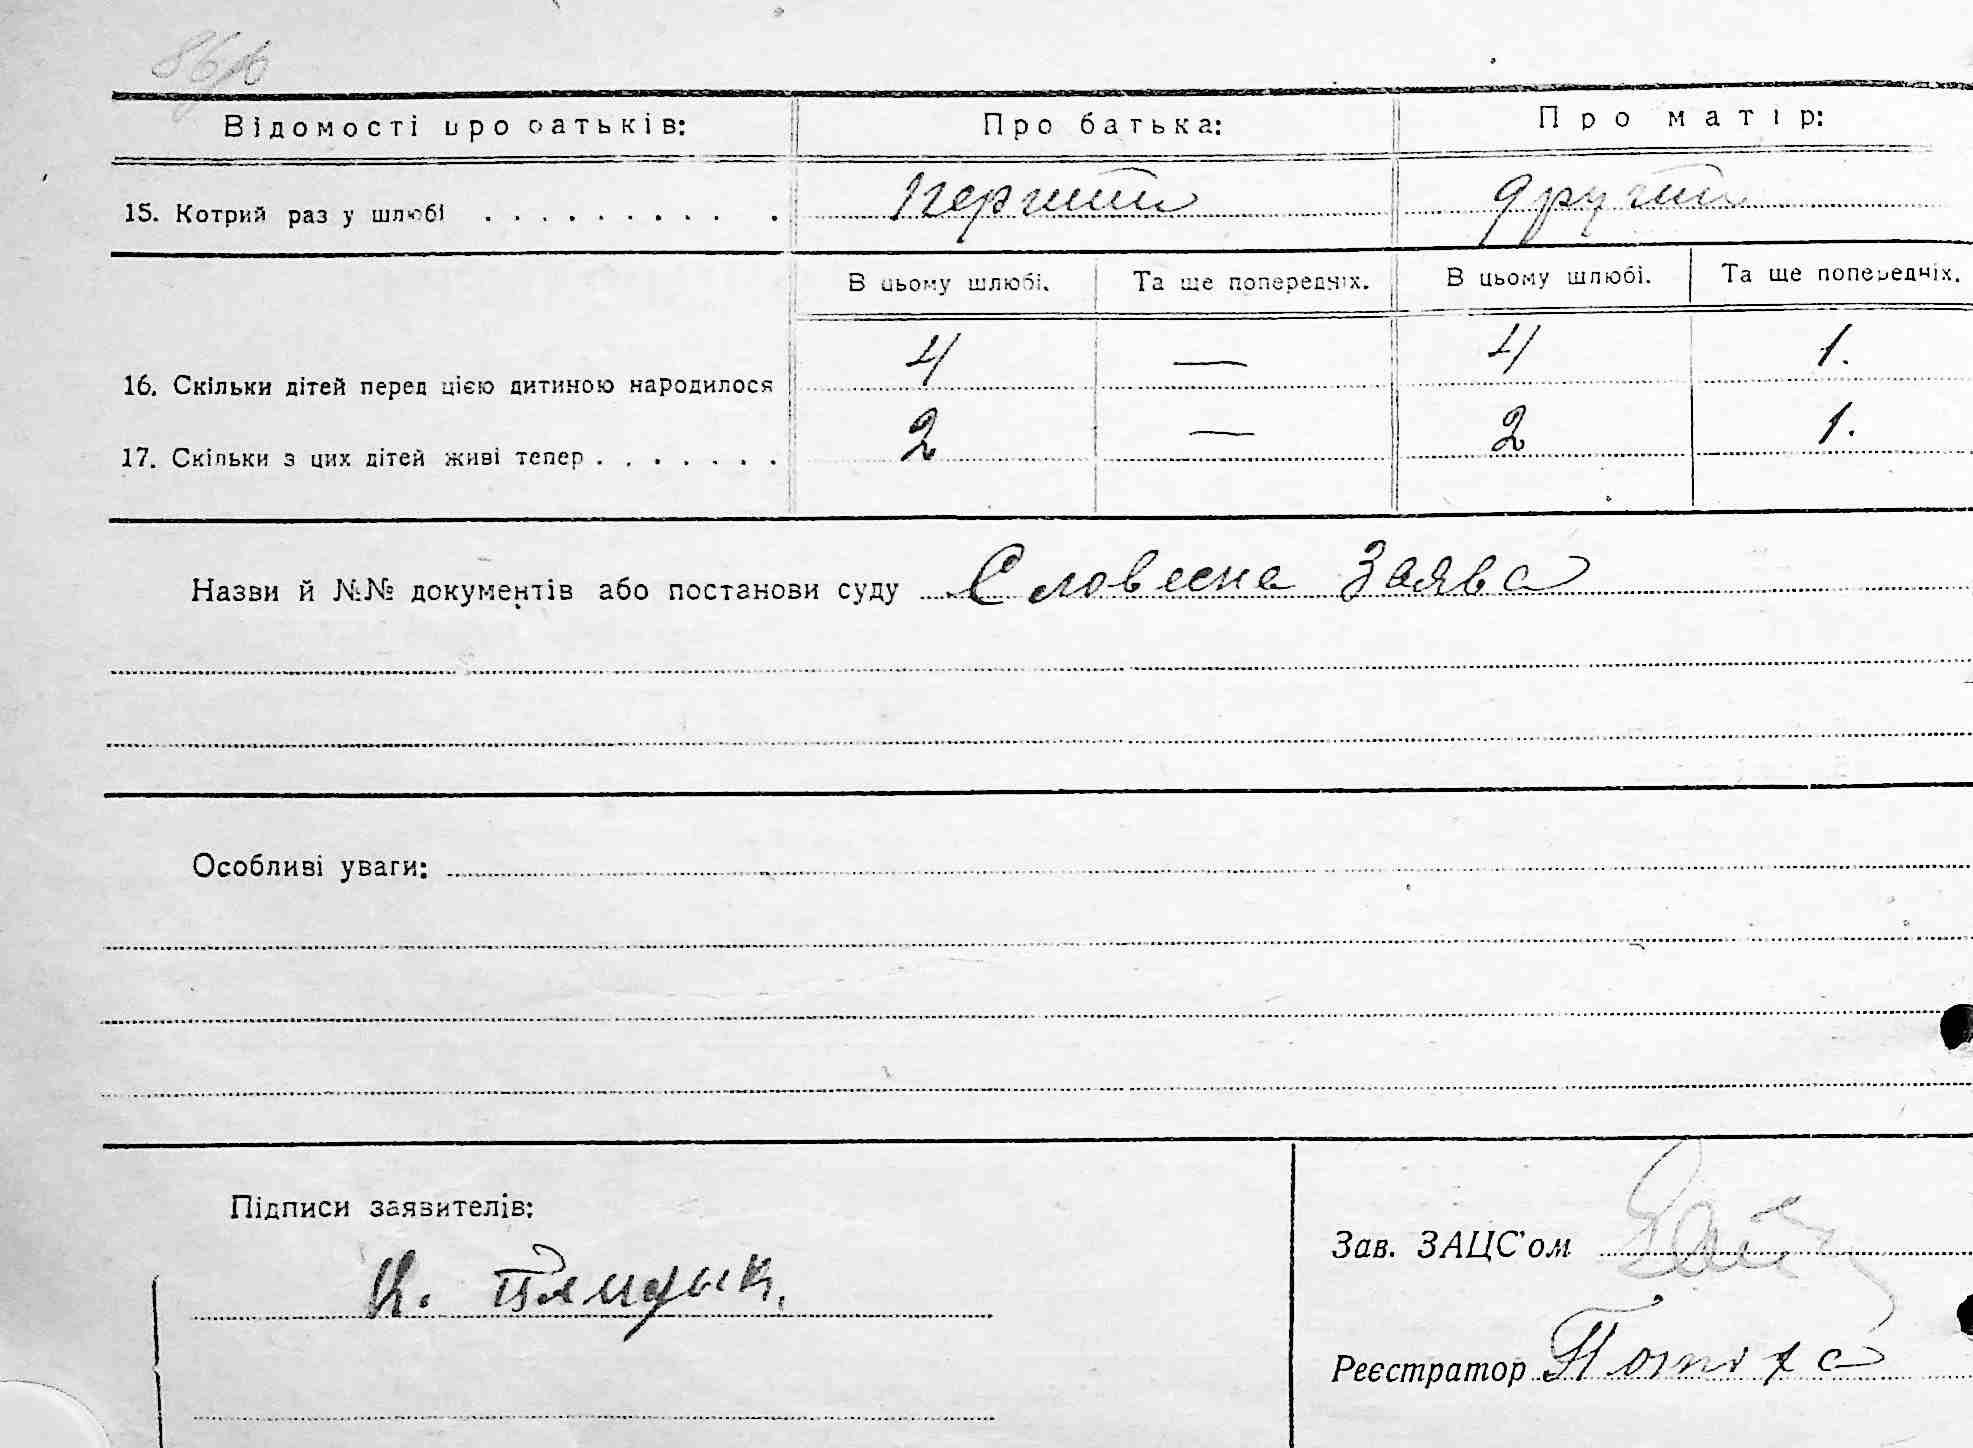 Відомості про батьків: Про батька: Про матір:
15. Котрий раз у шлюбі . . . . . . . . . . . перший другий
В цьому шлюбі. Та ще попередніх. В цьому шлюбі. Та ще попередніх.
16. Скільки дітей перед цією дитиною народилося 4 — 4 1.
17. Скільки з цих дітей живі тепер . . . . . . . 2 — 2 1.
Назви й №№ документів або постанови суду Словесна Заява
Особливі уваги:
Підписи заявителів:
Зав. ЗАЦС'ом
К.
Реєстратор